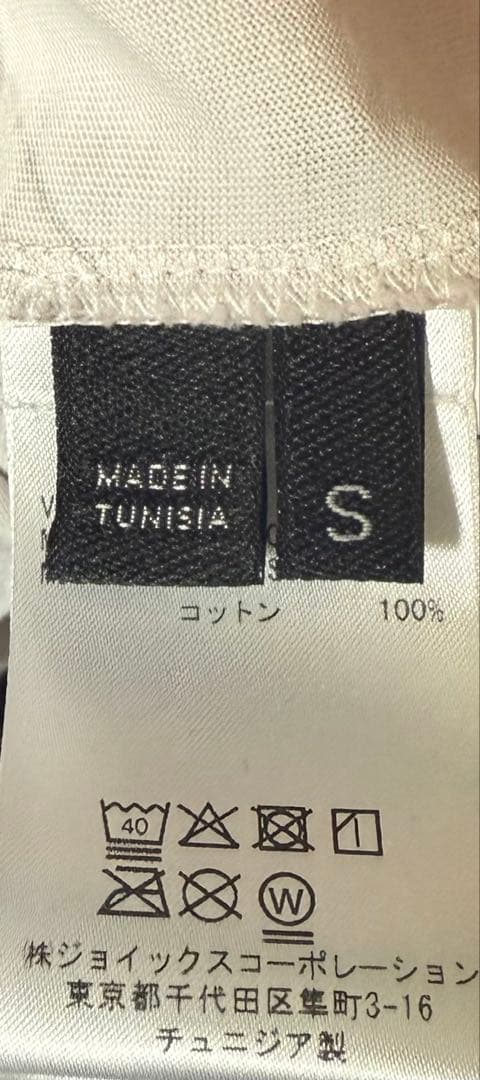 MADE IN
TUNISIA
S
コットン 100%
40
W
㈱ジョイックスコーポレーション
東京都千代田区隼町3-16
チュニジア製